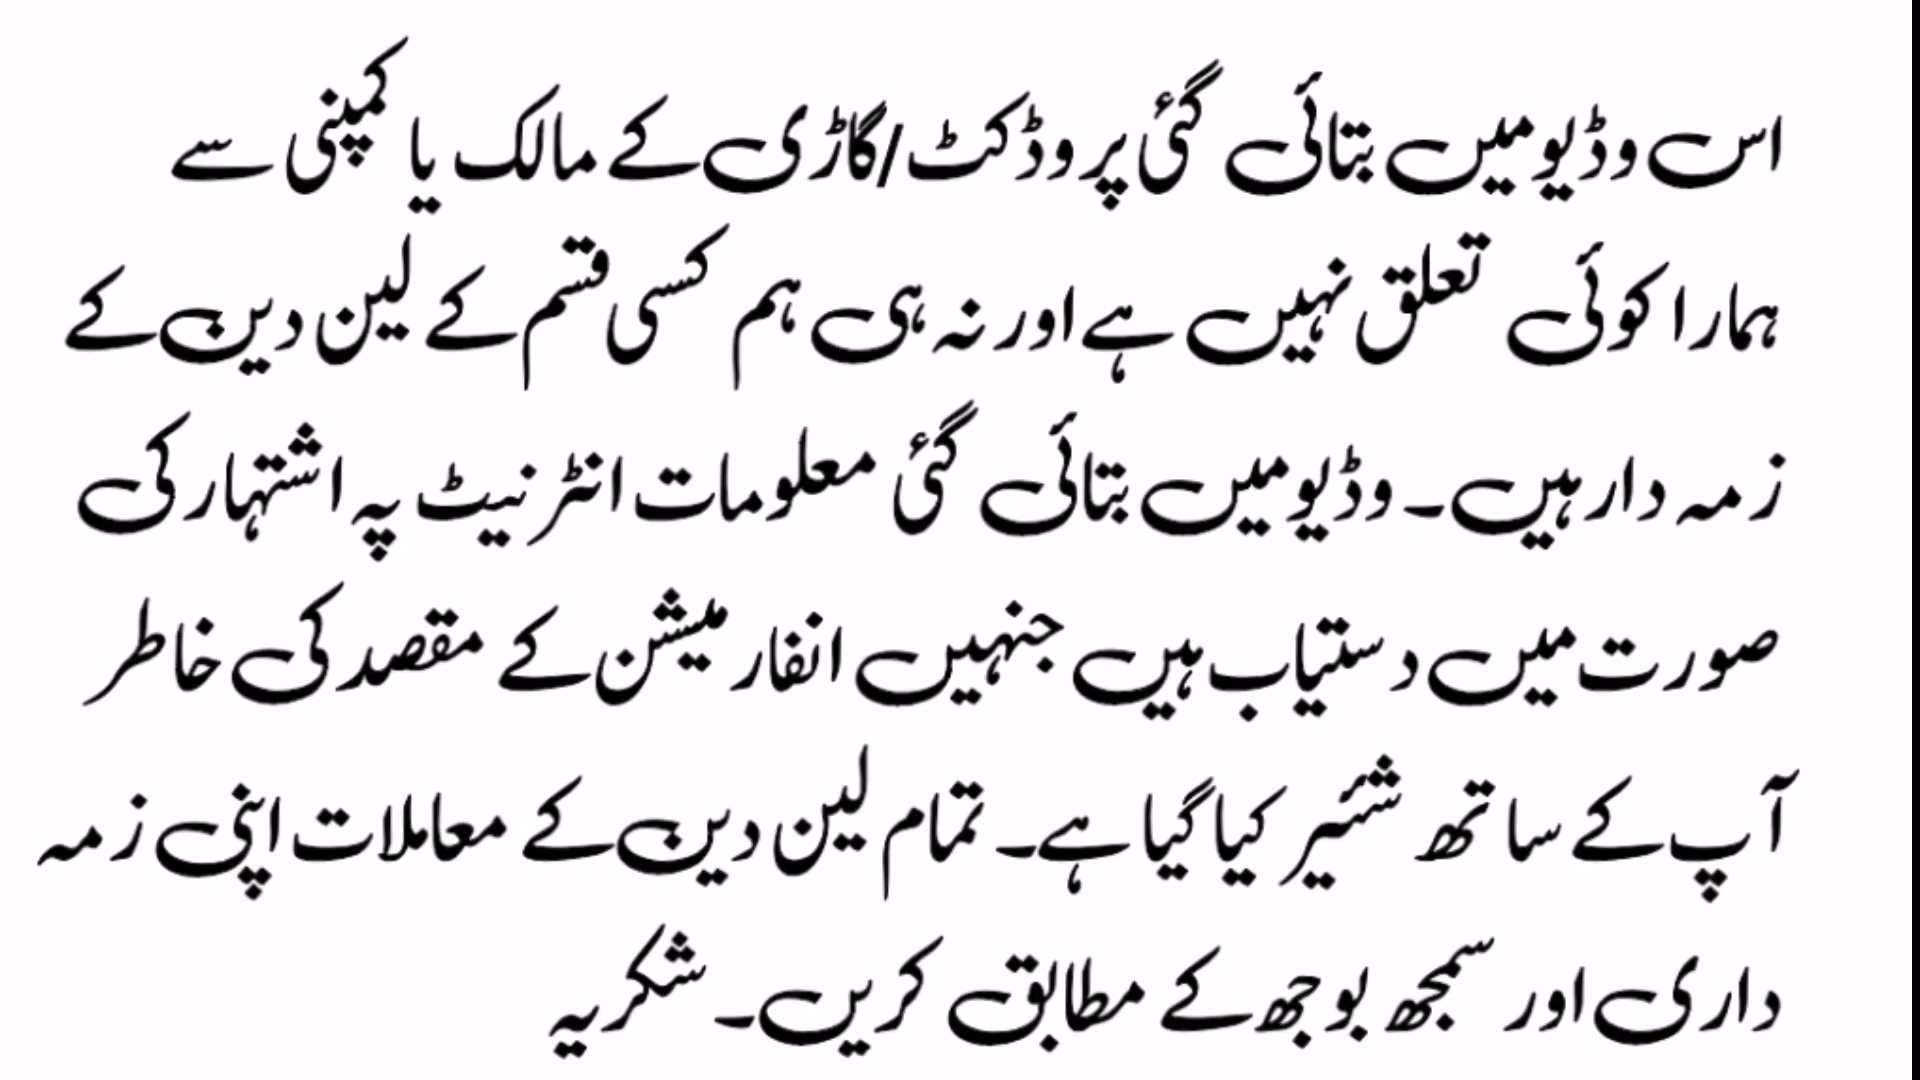 اس وڈیو میں بتائی گئی پروڈکٹ/گاڑی کے مالک یا کمپنی سے
ہمارا کوئی تعلق نہیں ہے اور نہ ہی ہم کسی قسم کے لین دین کے
زمہ دار ہیں۔ وڈیو میں بتائی گئی معلومات انٹرنیٹ پہ اشتہار کی
صورت میں دستیاب ہیں جنہیں انفارمیشن کے مقصد کی خاطر
آپ کے ساتھ شئیر کیا گیا ہے۔ تمام لین دین کے معاملات اپنی زمہ
داری اور سمجھ بوجھ کے مطابق کریں۔ شکریہ